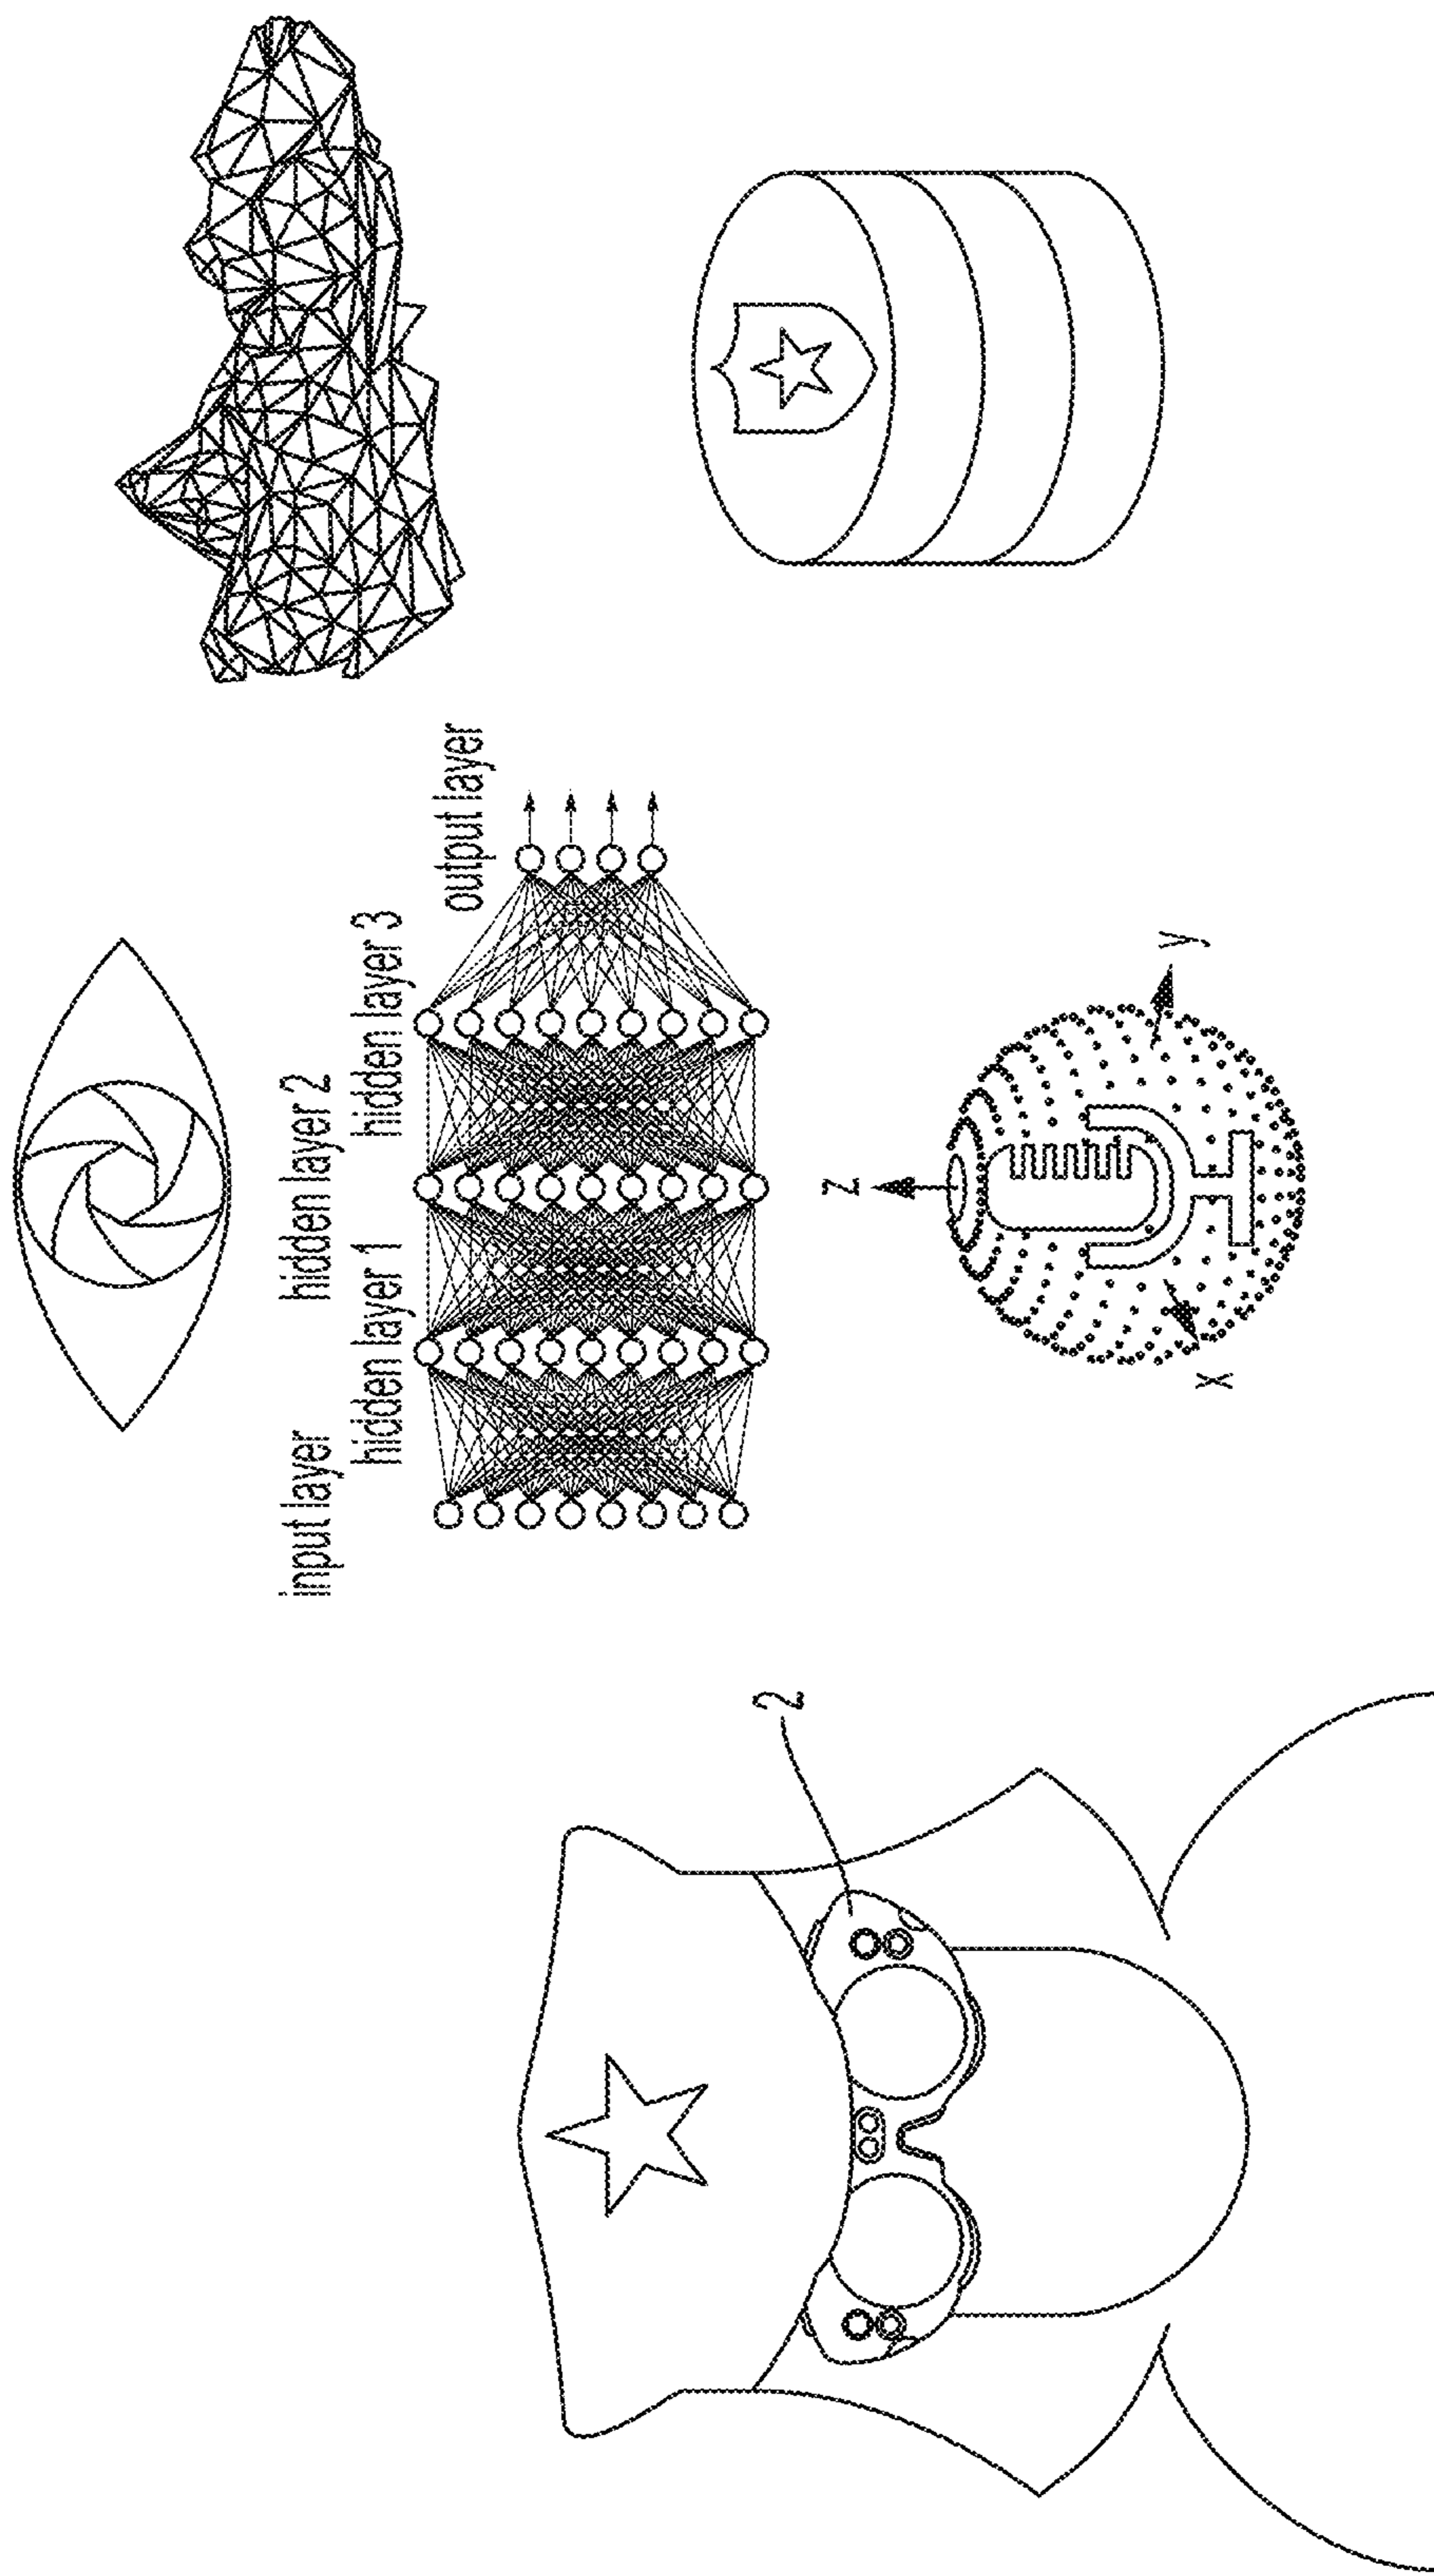 input layer
hidden layer 1
hidden layer 2
hidden layer 3
output layer
2
z
y
x